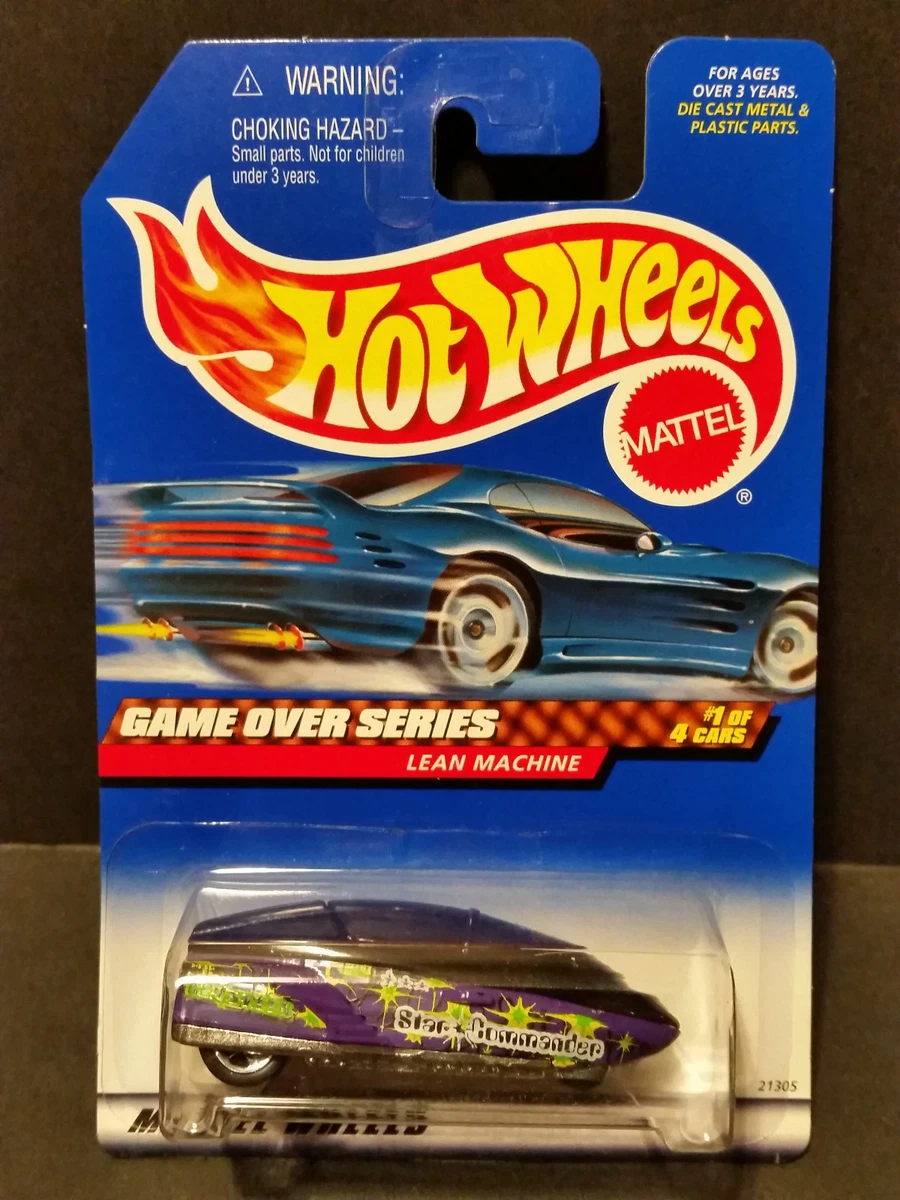 WARNING:
CHOKING HAZARD –
Small parts. Not for children
under 3 years.
FOR AGES
OVER 3 YEARS.
DIE CAST METAL &
PLASTIC PARTS.
Hot Wheels
MATTEL
®
GAME OVER SERIES
#1 OF
4 CARS
LEAN MACHINE
Star Commander
21305
WHEELS